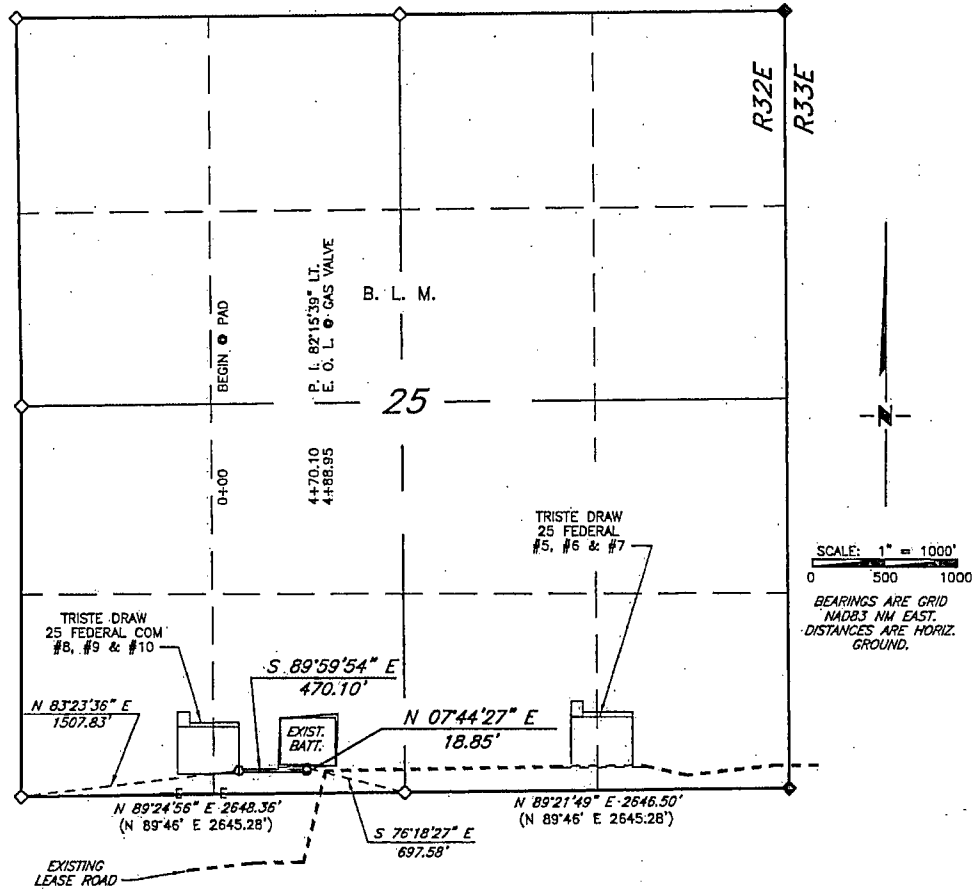 R32E
R33E
BEGIN @ PAD
P. I. 82°15'39" LT.
E. O. L. @ GAS VALVE
B. L. M.
25
0+00
4+70.10
4+88.95
N
TRISTE DRAW
25 FEDERAL
#5, #6 & #7
SCALE: 1" = 1000'
0 500 1000
BEARINGS ARE GRID
NAD83 NM EAST.
DISTANCES ARE HORIZ.
GROUND.
TRISTE DRAW
25 FEDERAL COM
#8, #9 & #10
S 89°59'54" E
470.10'
N 83°23'36" E
1507.83'
EXIST.
BATT.
N 07°44'27" E
18.85'
E E
N 89°24'56" E 2648.36'
(N 89°46' E 2645.28')
N 89°21'49" E 2646.50'
(N 89°46' E 2645.28')
S 76°18'27" E
697.58'
EXISTING
LEASE ROAD